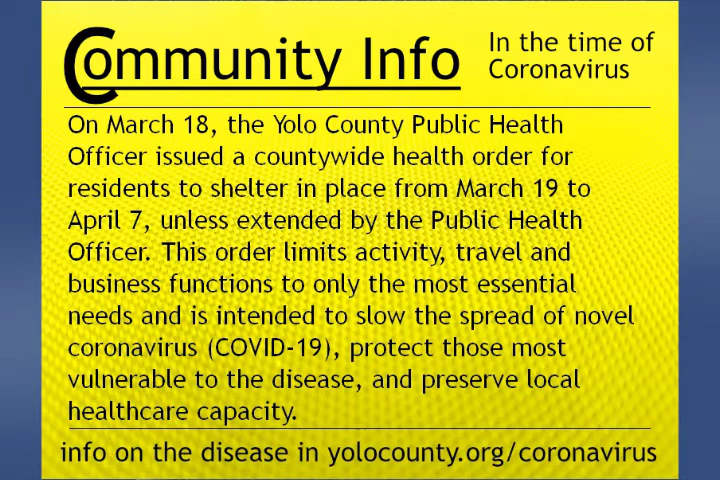 Community Info
In the time of
Coronavirus
On March 18, the Yolo County Public Health
Officer issued a countywide health order for
residents to shelter in place from March 19 to
April 7, unless extended by the Public Health
Officer. This order limits activity, travel and
business functions to only the most essential
needs and is intended to slow the spread of novel
coronavirus (COVID-19), protect those most
vulnerable to the disease, and preserve local
healthcare capacity.
info on the disease in yolocounty.org/coronavirus